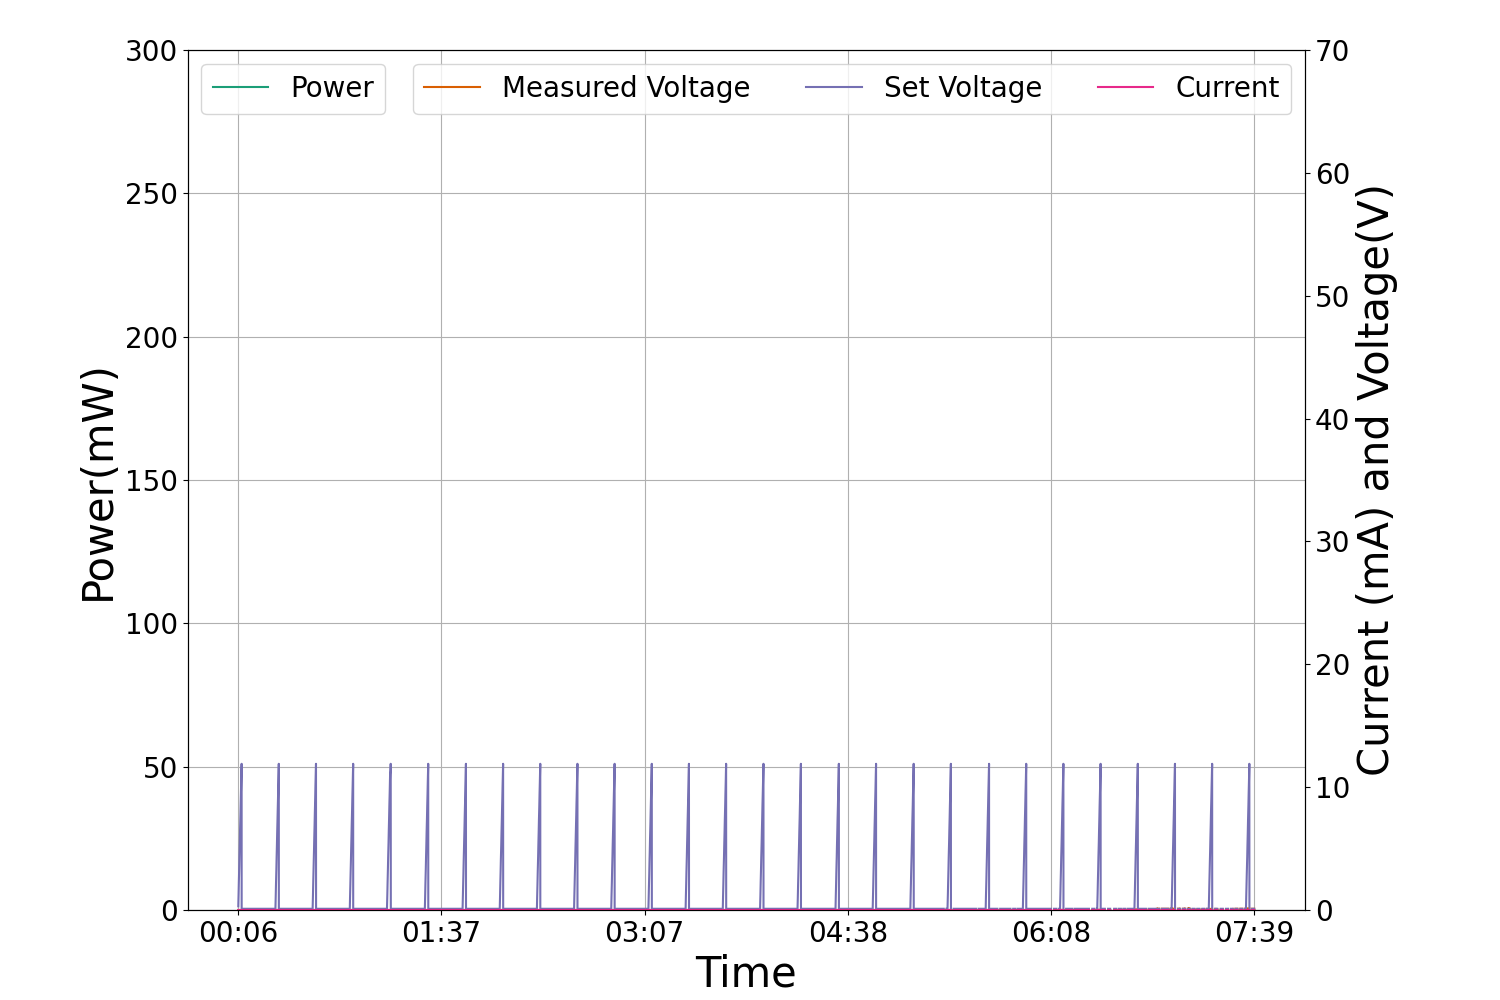 300
250
200
150
100
50
0
Power(mW)
Power
Measured Voltage
Set Voltage
Current
70
60
50
40
30
20
10
0
Current (mA) and Voltage(V)
00:06 01:37 03:07 04:38 06:08 07:39
Time